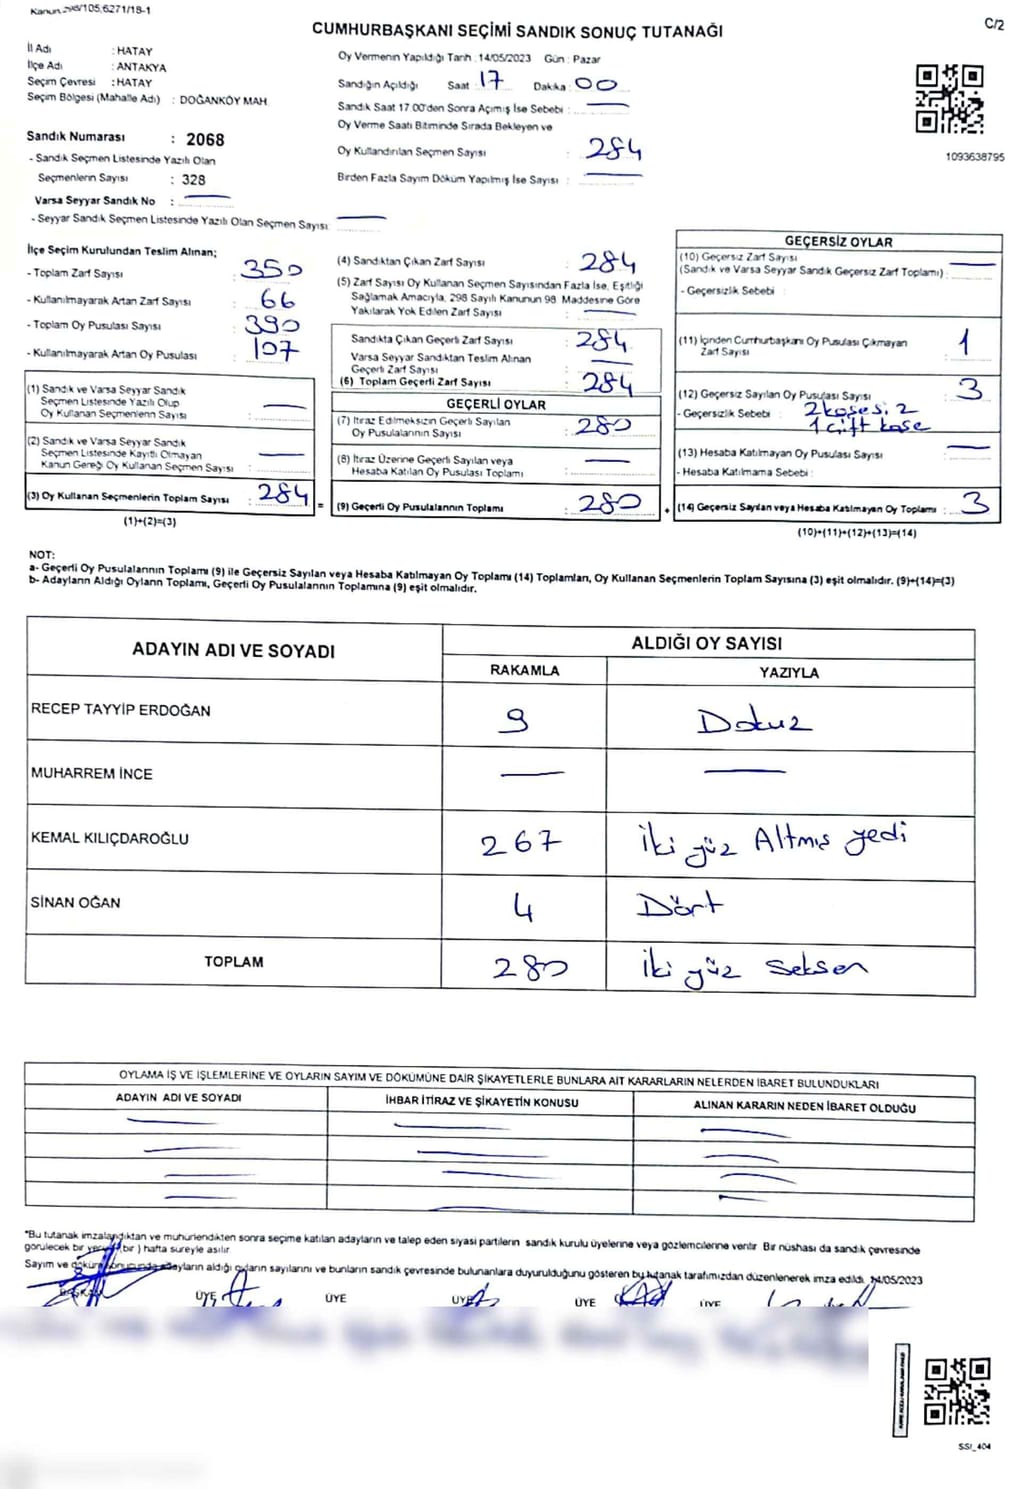 Kanun 298/105;6271/18-1
C/2
CUMHURBAŞKANI SEÇİMİ SANDIK SONUÇ TUTANAĞI
İl Adı : HATAY
İlçe Adı : ANTAKYA
Seçim Çevresi : HATAY
Seçim Bölgesi (Mahalle Adı) : DOĞANKÖY MAH
Sandık Numarası : 2068
- Sandık Seçmen Listesinde Yazılı Olan
Seçmenlerin Sayısı : 328
Varsa Seyyar Sandık No :
- Seyyar Sandık Seçmen Listesinde Yazılı Olan Seçmen Sayısı:
Oy Vermenin Yapıldığı Tarih : 14/05/2023 Gün : Pazar
Sandığın Açıldığı Saat : 17 Dakika : 00
Sandık Saat 17.00'den Sonra Açılmış İse Sebebi :
Oy Verme Saati Bitiminde Sırada Bekleyen ve
Oy Kullandırılan Seçmen Sayısı : 284
Birden Fazla Sayım Döküm Yapılmış İse Sayısı :
1093638795
İlçe Seçim Kurulundan Teslim Alınan;
- Toplam Zarf Sayısı : 350
- Kullanılmayarak Artan Zarf Sayısı : 66
- Toplam Oy Pusulası Sayısı : 390
- Kullanılmayarak Artan Oy Pusulası : 107
(1) Sandık ve Varsa Seyyar Sandık
Seçmen Listesinde Yazılı Olup
Oy Kullanan Seçmenlerin Sayısı :
(2) Sandık ve Varsa Seyyar Sandık
Seçmen Listesinde Kayıtlı Olmayan
Kanun Gereği Oy Kullanan Seçmen Sayısı :
(3) Oy Kullanan Seçmenlerin Toplam Sayısı : 284 =
(1)+(2)=(3)
(4) Sandıktan Çıkan Zarf Sayısı : 284
(5) Zarf Sayısı Oy Kullanan Seçmen Sayısından Fazla İse, Eşitliği
Sağlamak Amacıyla, 298 Sayılı Kanunun 98 Maddesine Göre
Yakılarak Yok Edilen Zarf Sayısı :
Sandıkta Çıkan Geçerli Zarf Sayısı : 284
Varsa Seyyar Sandıktan Teslim Alınan
Geçerli Zarf Sayısı :
(6) Toplam Geçerli Zarf Sayısı : 284
GEÇERLİ OYLAR
(7) İtiraz Edilmeksizin Geçerli Sayılan
Oy Pusulalarının Sayısı : 280
(8) İtiraz Üzerine Geçerli Sayılan veya
Hesaba Katılan Oy Pusulası Toplamı :
(9) Geçerli Oy Pusulalarının Toplamı : 280 +
GEÇERSİZ OYLAR
(10) Geçersiz Zarf Sayısı
(Sandık ve Varsa Seyyar Sandık Geçersiz Zarf Toplamı) :
- Geçersizlik Sebebi :
(11) İçinden Cumhurbaşkanı Oy Pusulası Çıkmayan
Zarf Sayısı : 1
(12) Geçersiz Sayılan Oy Pusulası Sayısı : 3
- Geçersizlik Sebebi : 2 kaşesi. 2
1 çift kaşe
(13) Hesaba Katılmayan Oy Pusulası Sayısı :
- Hesaba Katılmama Sebebi :
(14) Geçersiz Sayılan veya Hesaba Katılmayan Oy Toplamı : 3
(10)+(11)+(12)+(13)=(14)
NOT:
a- Geçerli Oy Pusulalarının Toplamı (9) ile Geçersiz Sayılan veya Hesaba Katılmayan Oy Toplamı (14) Toplamları, Oy Kullanan Seçmenlerin Toplam Sayısına (3) eşit olmalıdır. (9)+(14)=(3)
b- Adayların Aldığı Oyların Toplamı, Geçerli Oy Pusulalarının Toplamına (9) eşit olmalıdır.
ADAYIN ADI VE SOYADI
ALDIĞI OY SAYISI
RAKAMLA YAZIYLA
RECEP TAYYİP ERDOĞAN 9 Dokuz
MUHARREM İNCE
KEMAL KILIÇDAROĞLU 267 İki yüz Altmış yedi
SİNAN OĞAN 4 Dört
TOPLAM 280 İki yüz seksen
OYLAMA İŞ VE İŞLEMLERİNE VE OYLARIN SAYIM VE DÖKÜMÜNE DAİR ŞİKAYETLERLE BUNLARA AİT KARARLARIN NELERDEN İBARET BULUNDUKLARI
ADAYIN ADI VE SOYADI İHBAR İTİRAZ VE ŞİKAYETİN KONUSU ALINAN KARARIN NEDEN İBARET OLDUĞU
*Bu tutanak imzalandıktan ve mühürlendikten sonra seçime katılan adayların ve talep eden siyasi partilerin sandık kurulu üyelerine veya gözlemcilerine verilir. Bir nüshası da sandık çevresinde
görülecek bir yere (bir) hafta süreyle asılır.
Sayım ve döküm sonucunda adayların aldığı oyların sayılarını ve bunların sandık çevresinde bulunanlara duyurulduğunu gösteren bu tutanak tarafımızdan düzenlenerek imza edildi. 14/05/2023
BAŞKAN ÜYE ÜYE ÜYE ÜYE ÜYE
SSI_404